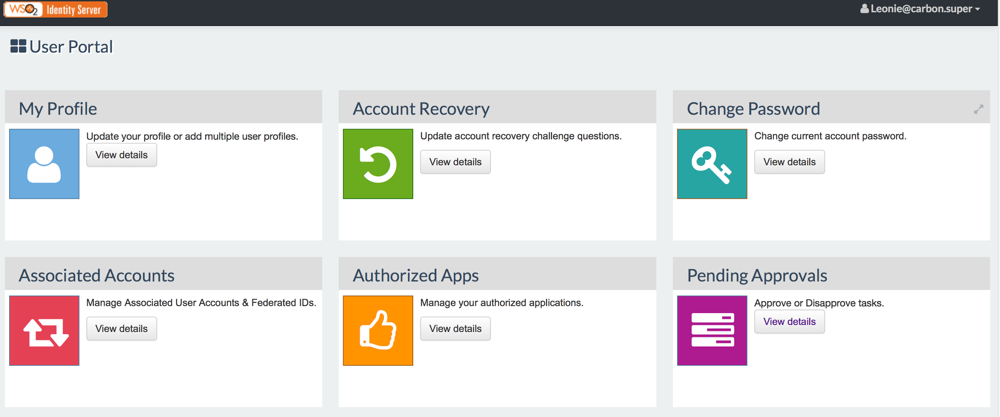 WSO2 Identity Server
Leonie@carbon.super
User Portal
My Profile
Update your profile or add multiple user profiles.
View details
Account Recovery
Update account recovery challenge questions.
View details
Change Password
Change current account password.
View details
Associated Accounts
Manage Associated User Accounts & Federated IDs.
View details
Authorized Apps
Manage your authorized applications.
View details
Pending Approvals
Approve or Disapprove tasks.
View details